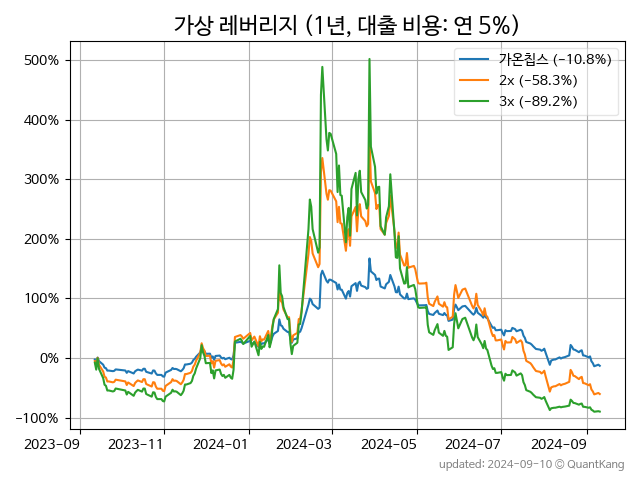 가상 레버리지 (1년, 대출 비용: 연 5%)
가온칩스 (-10.8%)
2x (-58.3%)
3x (-89.2%)
500%
400%
300%
200%
100%
0%
-100%
2023-09
2023-11
2024-01
2024-03
2024-05
2024-07
2024-09
updated: 2024-09-10 © QuantKang